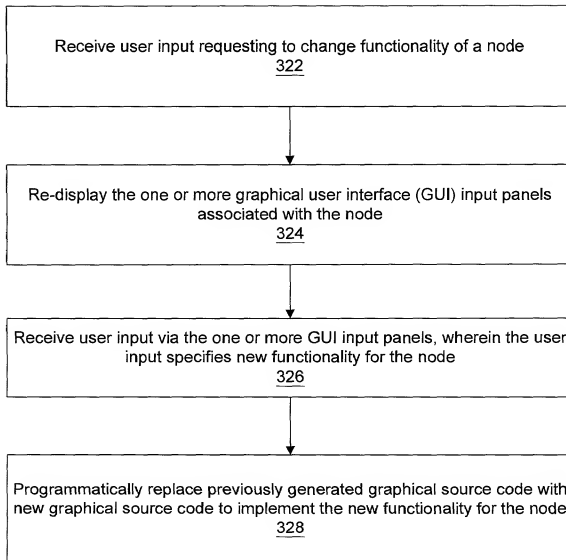 Receive user input requesting to change functionality of a node
322
Re-display the one or more graphical user interface (GUI) input panels
associated with the node
324
Receive user input via the one or more GUI input panels, wherein the user
input specifies new functionality for the node
326
Programmatically replace previously generated graphical source code with
new graphical source code to implement the new functionality for the node
328